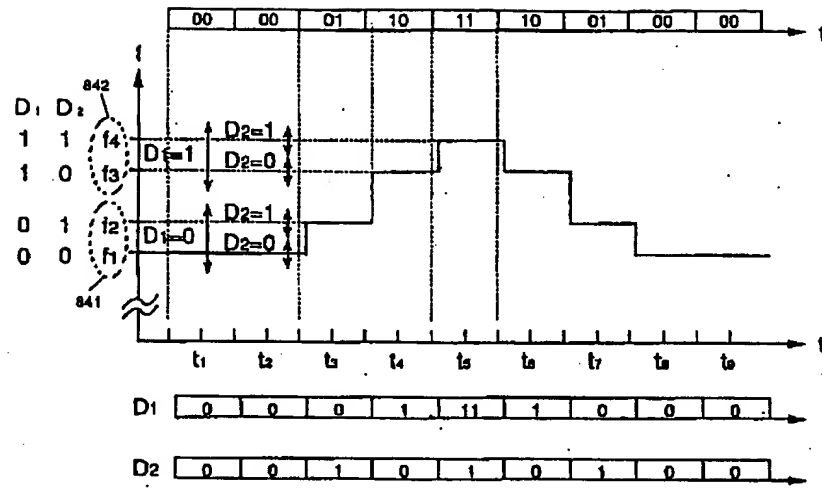 00 00 01 10 11 10 01 00 00 t
f
842
D1 D2
1 1 f4 D2=1
D1=1
1 0 f3 D2=0
0 1 f2 D2=1
D1=0
0 0 f1 D2=0
841
t
t1 t2 t3 t4 t5 t6 t7 t8 t9
D1 0 0 0 1 11 1 0 0 0
D2 0 0 1 0 1 0 1 0 0